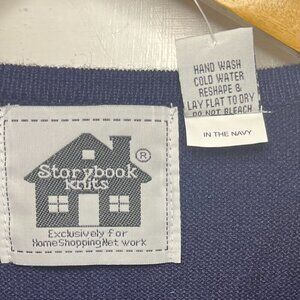 Storybook
knits
®
Exclusively for
HomeShoppingNetwork
HAND WASH
COLD WATER
RESHAPE &
LAY FLAT TO DRY
DO NOT BLEACH
IN THE NAVY